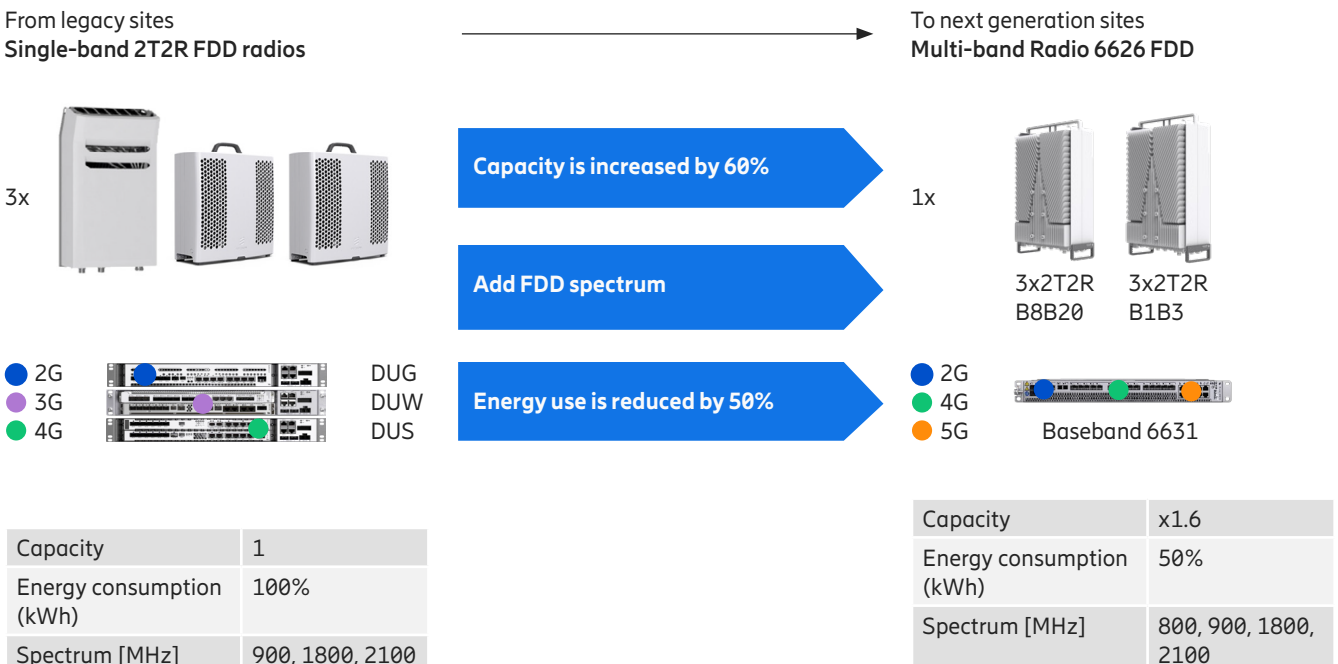 From legacy sites
Single-band 2T2R FDD radios
To next generation sites
Multi-band Radio 6626 FDD
3x
Capacity is increased by 60%
Add FDD spectrum
Energy use is reduced by 50%
1x
3x2T2R
B8B20
3x2T2R
B1B3
2G
3G
4G
DUG
DUW
DUS
2G
4G
5G
Baseband 6631
Capacity 1
Energy consumption 100%
(kWh)
Spectrum [MHz] 900, 1800, 2100
Capacity x1.6
Energy consumption 50%
(kWh)
Spectrum [MHz] 800, 900, 1800,
2100